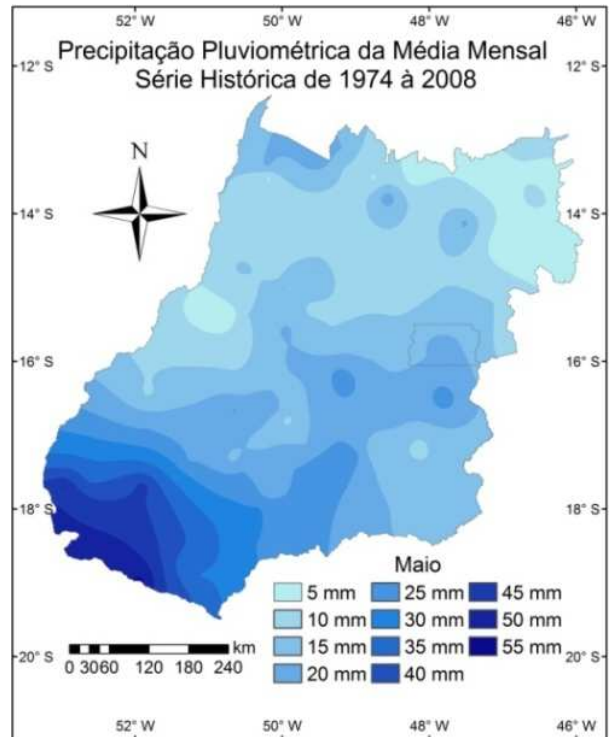 52° W 50° W 48° W 46° W
Precipitação Pluviométrica da Média Mensal
12° S 12° S
Série Histórica de 1974 à 2008
N
14° S 14° S
16° S 16° S
18° S 18° S
Maio
5 mm 25 mm 45 mm
10 mm 30 mm 50 mm
15 mm 35 mm 55 mm
20 mm 40 mm
km
0 3060 120 180 240
20° S 20° S
52° W 50° W 48° W 46° W